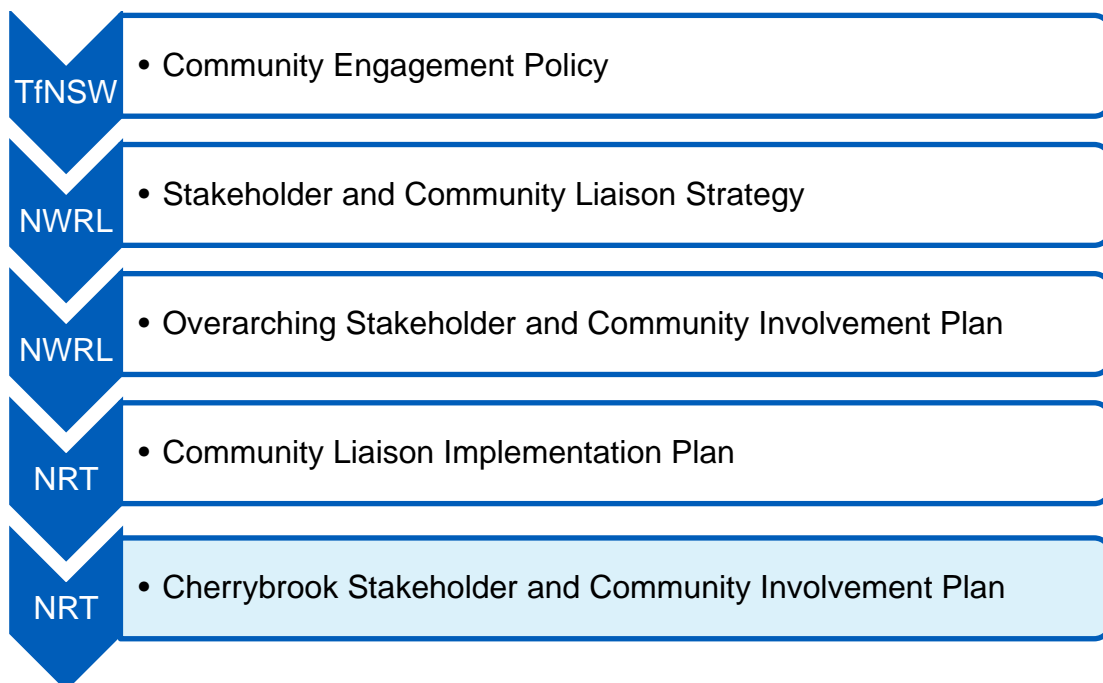 TfNSW
• Community Engagement Policy
NWRL
• Stakeholder and Community Liaison Strategy
NWRL
• Overarching Stakeholder and Community Involvement Plan
NRT
• Community Liaison Implementation Plan
NRT
• Cherrybrook Stakeholder and Community Involvement Plan